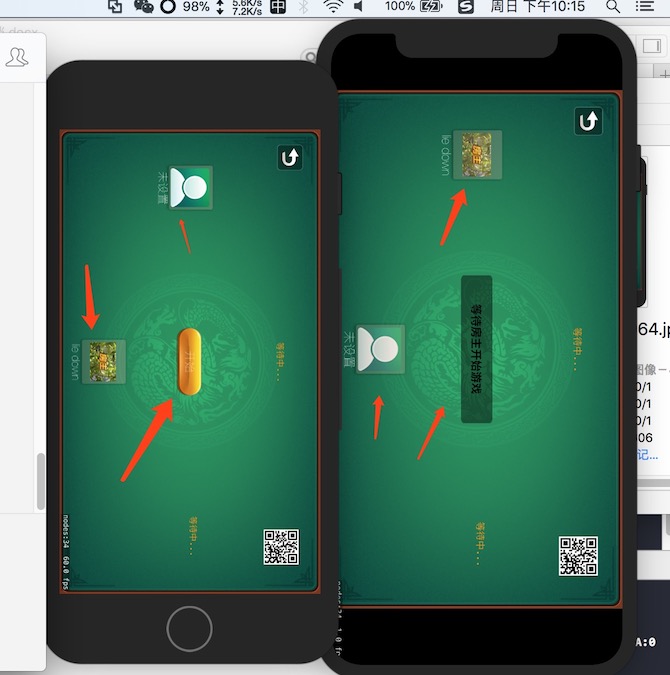 98%
5.6K/s
7.2K/s
中
100%
周日 下午10:15
.docx
未设置
lie down
开始
等待中...
等待中...
nodes:34 60.0 fps
lie down
未设置
等待房主开始游戏
等待中...
等待中...
64.jp
图像 –
0/1
0/1
0/1
06
记...
A:0